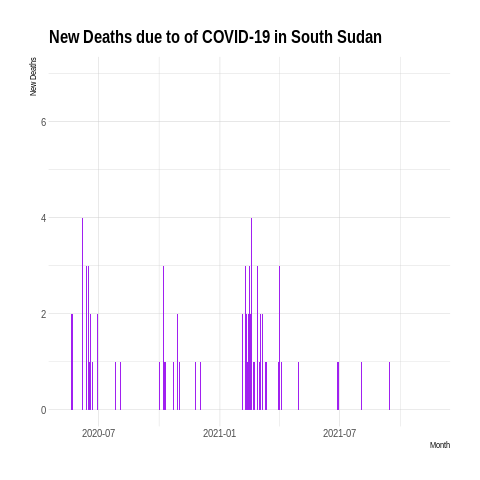 New Deaths due to of COVID-19 in South Sudan
New Deaths
6
4
2
0
2020-07 2021-01 2021-07
Month